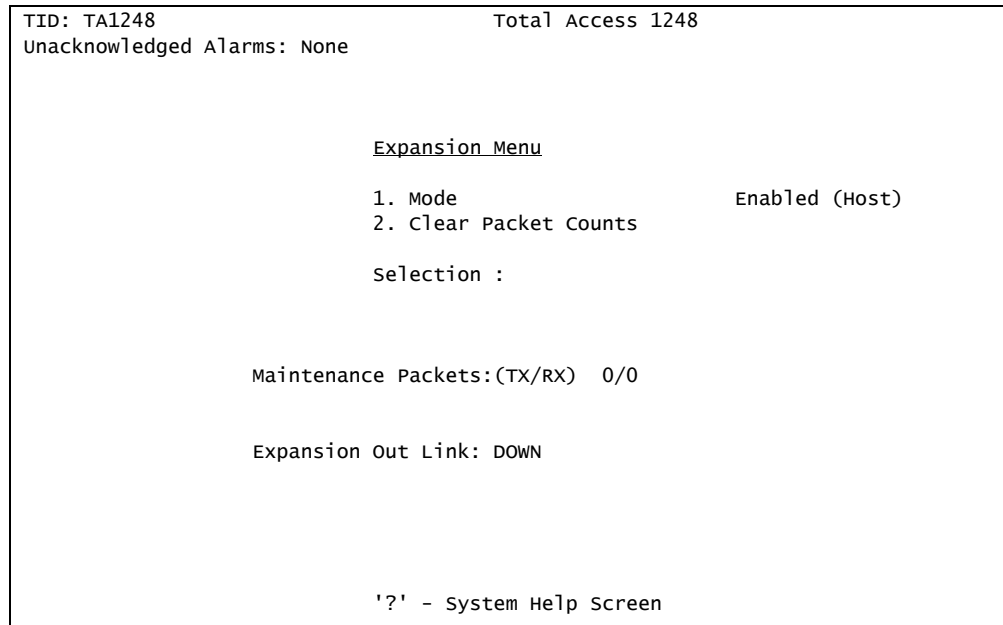 TID: TA1248 Total Access 1248
Unacknowledged Alarms: None
Expansion Menu
1. Mode Enabled (Host)
2. Clear Packet Counts
Selection :
Maintenance Packets:(TX/RX) 0/0
Expansion Out Link: DOWN
'?' - System Help Screen